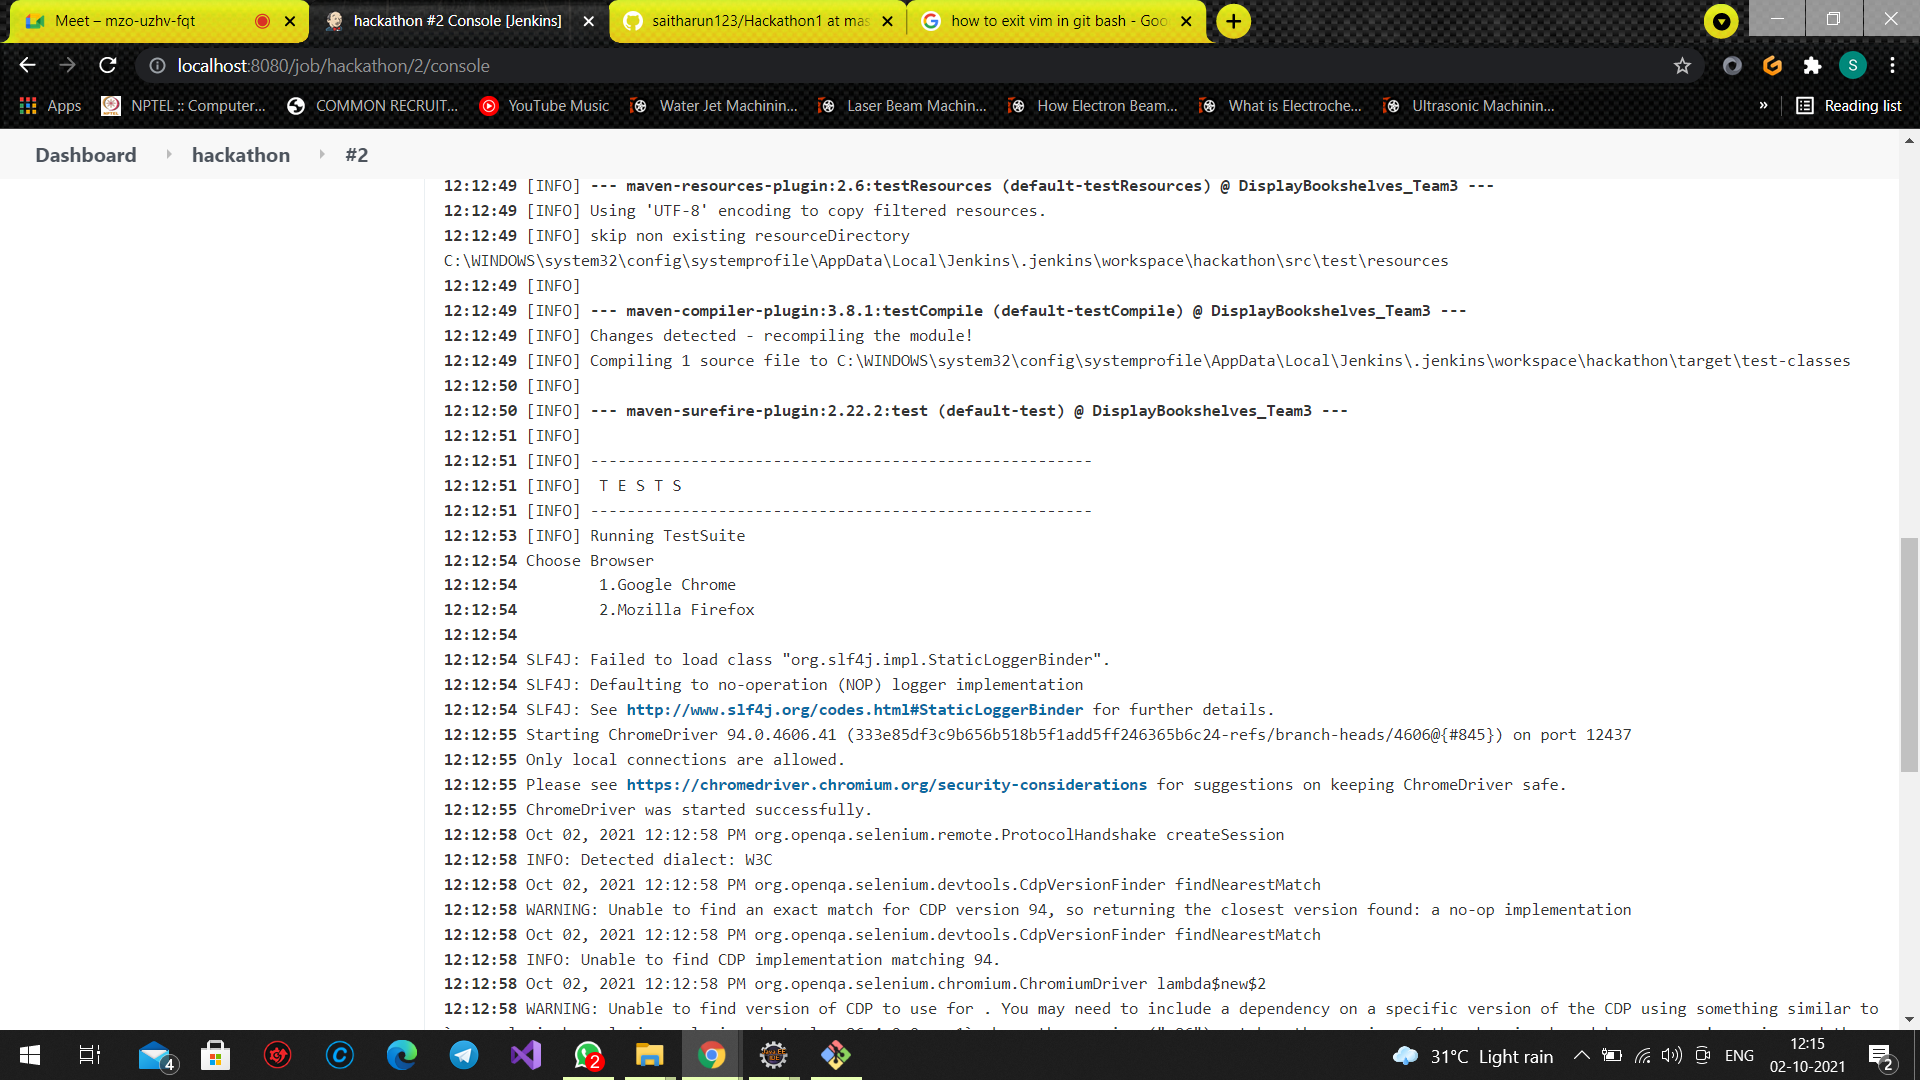 Meet – mzo-uzhv-fqt
hackathon #2 Console [Jenkins]
saitharun123/Hackathon1 at mas
how to exit vim in git bash - Goo
localhost:8080/job/hackathon/2/console
S
Apps
NPTEL :: Computer...
COMMON RECRUIT...
YouTube Music
Water Jet Machinin...
Laser Beam Machin...
How Electron Beam...
What is Electroche...
Ultrasonic Machinin...
»
Reading list
Dashboard
hackathon
#2
12:12:49 [INFO] --- maven-resources-plugin:2.6:testResources (default-testResources) @ DisplayBookshelves_Team3 ---
12:12:49 [INFO] Using 'UTF-8' encoding to copy filtered resources.
12:12:49 [INFO] skip non existing resourceDirectory
C:\WINDOWS\system32\config\systemprofile\AppData\Local\Jenkins\.jenkins\workspace\hackathon\src\test\resources
12:12:49 [INFO]
12:12:49 [INFO] --- maven-compiler-plugin:3.8.1:testCompile (default-testCompile) @ DisplayBookshelves_Team3 ---
12:12:49 [INFO] Changes detected - recompiling the module!
12:12:49 [INFO] Compiling 1 source file to C:\WINDOWS\system32\config\systemprofile\AppData\Local\Jenkins\.jenkins\workspace\hackathon\target\test-classes
12:12:50 [INFO]
12:12:50 [INFO] --- maven-surefire-plugin:2.22.2:test (default-test) @ DisplayBookshelves_Team3 ---
12:12:51 [INFO]
12:12:51 [INFO] -------------------------------------------------------
12:12:51 [INFO]  T E S T S
12:12:51 [INFO] -------------------------------------------------------
12:12:53 [INFO] Running TestSuite
12:12:54 Choose Browser
12:12:54 1.Google Chrome
12:12:54 2.Mozilla Firefox
12:12:54
12:12:54 SLF4J: Failed to load class "org.slf4j.impl.StaticLoggerBinder".
12:12:54 SLF4J: Defaulting to no-operation (NOP) logger implementation
12:12:54 SLF4J: See http://www.slf4j.org/codes.html#StaticLoggerBinder for further details.
12:12:55 Starting ChromeDriver 94.0.4606.41 (333e85df3c9b656b518b5f1add5ff246365b6c24-refs/branch-heads/4606@{#845}) on port 12437
12:12:55 Only local connections are allowed.
12:12:55 Please see https://chromedriver.chromium.org/security-considerations for suggestions on keeping ChromeDriver safe.
12:12:55 ChromeDriver was started successfully.
12:12:58 Oct 02, 2021 12:12:58 PM org.openqa.selenium.remote.ProtocolHandshake createSession
12:12:58 INFO: Detected dialect: W3C
12:12:58 Oct 02, 2021 12:12:58 PM org.openqa.selenium.devtools.CdpVersionFinder findNearestMatch
12:12:58 WARNING: Unable to find an exact match for CDP version 94, so returning the closest version found: a no-op implementation
12:12:58 Oct 02, 2021 12:12:58 PM org.openqa.selenium.devtools.CdpVersionFinder findNearestMatch
12:12:58 INFO: Unable to find CDP implementation matching 94.
12:12:58 Oct 02, 2021 12:12:58 PM org.openqa.selenium.chromium.ChromiumDriver lambda$new$2
12:12:58 WARNING: Unable to find version of CDP to use for . You may need to include a dependency on a specific version of the CDP using something similar to
4
2
31°C Light rain
ENG
12:15
02-10-2021
2